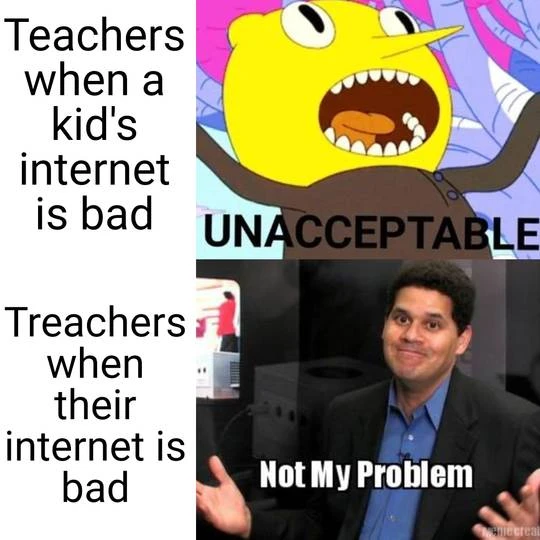 Teachers
when a
kid's
internet
is bad
UNACCEPTABLE
Treachers
when
their
internet is
bad
Not My Problem